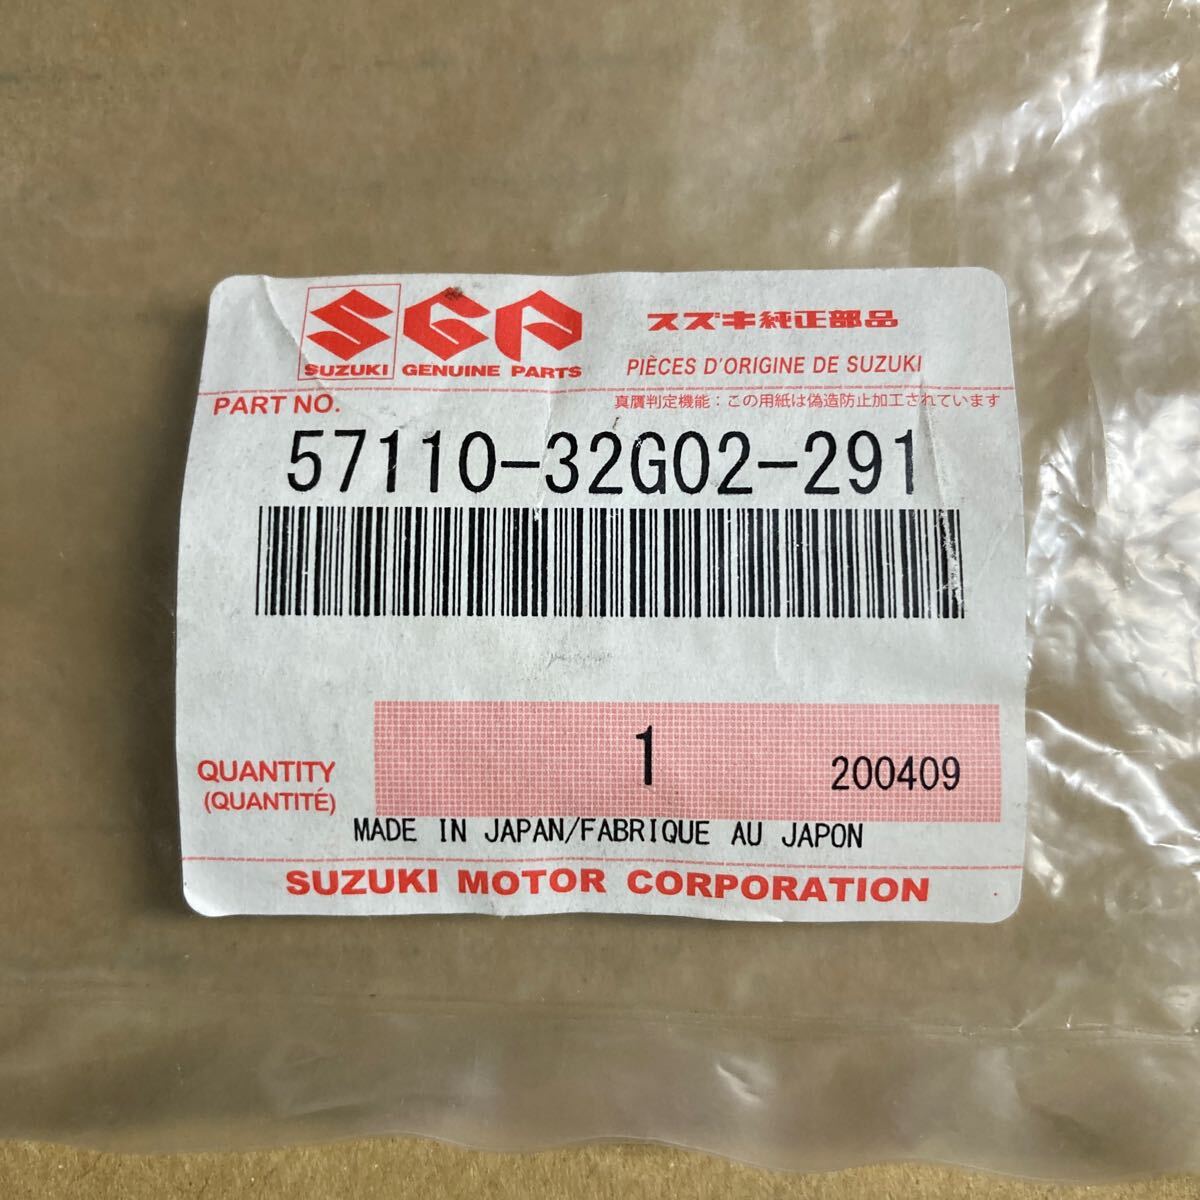 SUZUKI
SGP
GENUINE PARTS
スズキ純正部品
PIÈCES D'ORIGINE DE SUZUKI
PART NO.
真贋判定機能：この用紙は偽造防止加工されています
57110-32G02-291
QUANTITY
(QUANTITÉ)
1
200409
MADE IN JAPAN/FABRIQUE AU JAPON
SUZUKI MOTOR CORPORATION